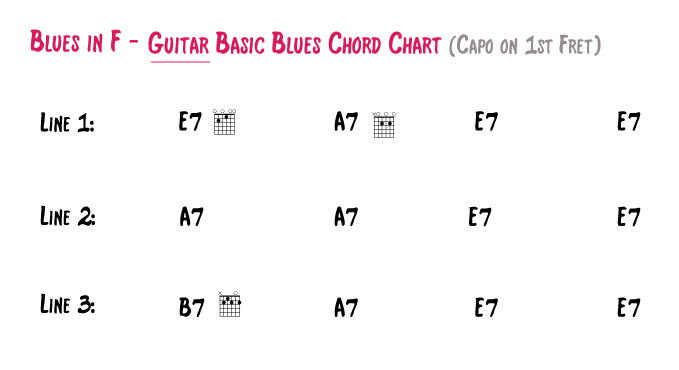 Blues in F - Guitar Basic Blues Chord Chart (Capo on 1st Fret)
Line 1: E7 A7 E7 E7
Line 2: A7 A7 E7 E7
Line 3: B7 A7 E7 E7